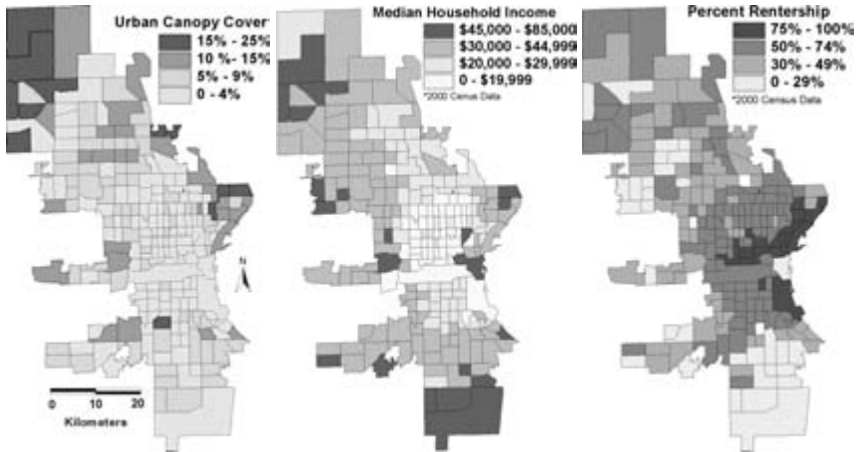 Urban Canopy Cover
15% - 25%
10 %- 15%
5% - 9%
0 - 4%
N
0 10 20
Kilometers
Median Household Income
$45,000 - $85,000
$30,000 - $44,999
$20,000 - $29,999
0 - $19,999
*2000 Cenus Data
Percent Rentership
75% - 100%
50% - 74%
30% - 49%
0 - 29%
*2000 Census Data